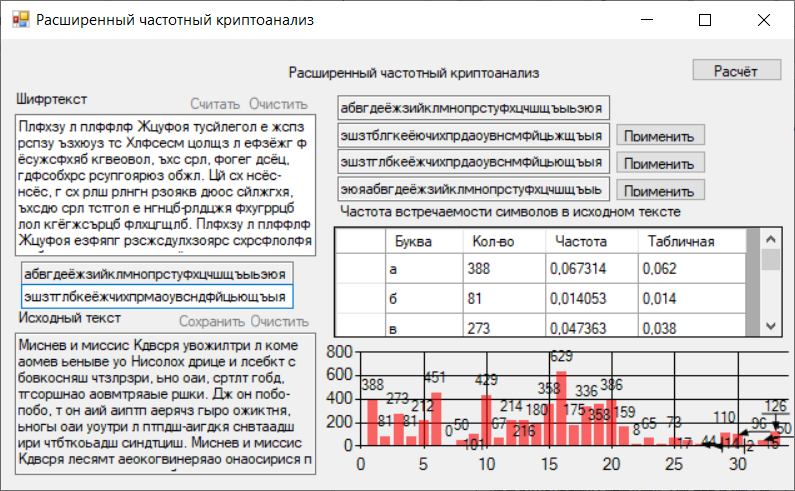 Расширенный частотный криптоанализ
Расширенный частотный криптоанализ
Расчёт
Шифртекст
Считать Очистить
Плфхзу л плффлф Жцуфоя тусйлегол е жспз
рспзу ъзхюуз тс Хлфсесм цолщз л ефзёжг ф
ёсужсфхяб кгвеовол, ъхс срл, фогег дсёц,
гдфсобхрс русупгоярюз обжл. Цй сх нсёс-
нсёс, г сх рлш рлнгн рзоякв дюос сйлжгхя,
ъхсдю срл тстгол е нгнцб-рлджя фхугррцб
лол кгёгжсърцб флхцгщлб. Плфхзу л плффлф
Жцуфоя езфяпг рзсжсдулхзоярс схрсфлолфя
абвгдеёжзийклмнопрстуфхцчшщъыьэюя
эшзтглбкеёжчихпрмаоувсндфйцьющъыя
Исходный текст
Сохранить Очистить
Миснев и миссис Кдвсря увожилтри л коме
аомев ьеныве уо Нисолох дрице и лсебкт с
бовкосняш чтзлрзри, ьно оаи, сртлт гобд,
тгсоршнао аовмтряаые ршки. Дж он побо-
побо, т он аий аиптп аерячз гыро ожиктня,
ьногы оаи уоутри л птпдш-аигдкя снвтаадш
ири чтбткоьадш синдтциш. Миснев и миссис
Кдвсря лесямт аеокогвинеряао онаосирися п
абвгдеёжзийклмнопрстуфхцчшщъыьэюя
эшзтблгкеёючихпрдаоувнсмфйцьжщъыя
Применить
эшзтглбкеёжчихпрдаоувнсмфйцьющъыя
Применить
эюяабвгдеёжзийклмнопрстуфхцчшщъыь
Применить
Частота встречаемости символов в исходном тексте
Буква Кол-во Частота Табличная
а 388 0,067314 0,062
б 81 0,014053 0,014
в 273 0,047363 0,038
800
600
400
200
0
388 81 273 81 212 451 0 50 101 429 67 214 216 180 358 629 175 336 358 386 159 8 65 73 17 44 14 110 96 2 126 50
0 5 10 15 20 25 30